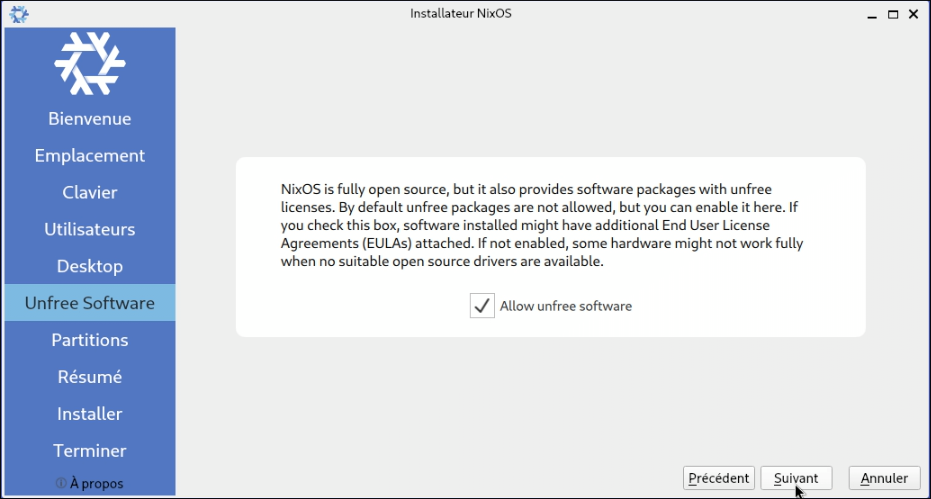 Installateur NixOS
Bienvenue
Emplacement
Clavier
Utilisateurs
Desktop
Unfree Software
Partitions
Résumé
Installer
Terminer
À propos
NixOS is fully open source, but it also provides software packages with unfree
licenses. By default unfree packages are not allowed, but you can enable it here. If
you check this box, software installed might have additional End User License
Agreements (EULAs) attached. If not enabled, some hardware might not work fully
when no suitable open source drivers are available.
Allow unfree software
Précédent
Suivant
Annuler